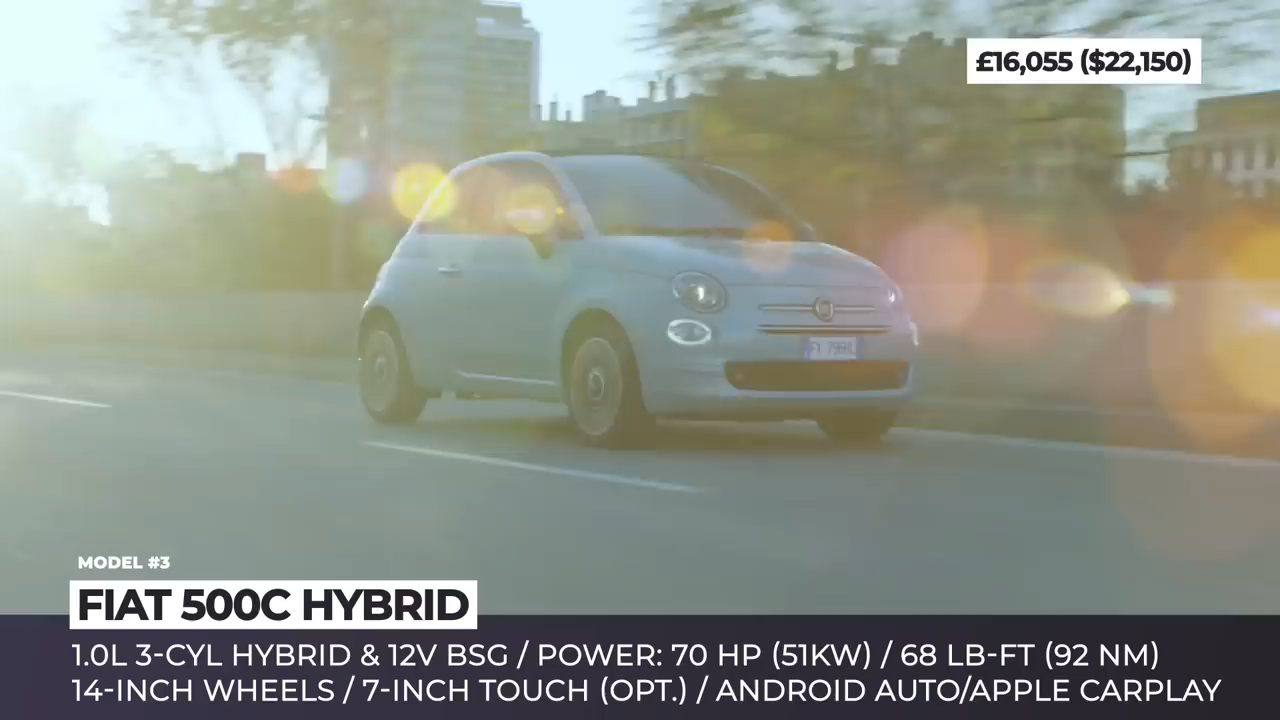 £16,055 ($22,150)
MODEL #3
FIAT 500C HYBRID
1.0L 3-CYL HYBRID & 12V BSG / POWER: 70 HP (51KW) / 68 LB-FT (92 NM)
14-INCH WHEELS / 7-INCH TOUCH (OPT.) / ANDROID AUTO/APPLE CARPLAY